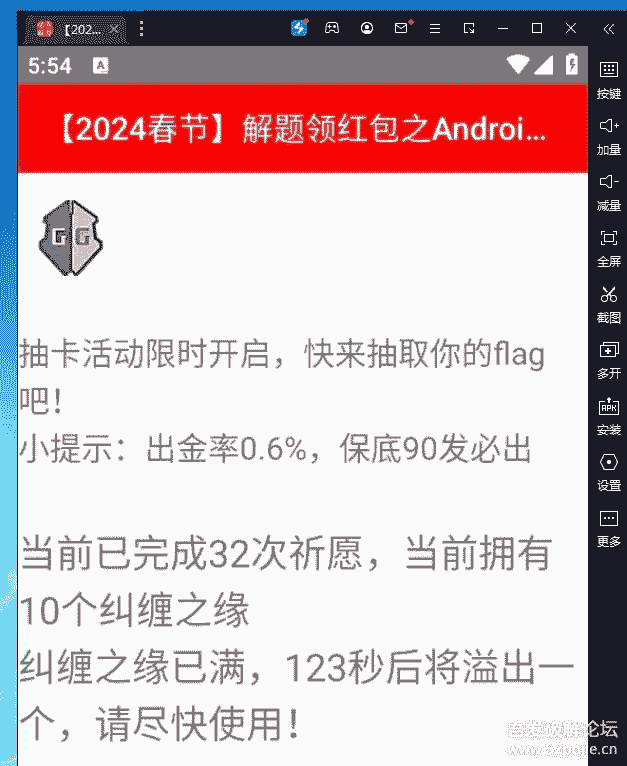 【202...
5:54 A
【2024春节】解题领红包之Androi...
GG
抽卡活动限时开启，快来抽取你的flag
吧！
小提示：出金率0.6%，保底90发必出
当前已完成32次祈愿，当前拥有
10个纠缠之缘
纠缠之缘已满，123秒后将溢出一
个，请尽快使用！
按键
加量
减量
全屏
截图
多开
APK
安装
设置
更多
吾爱破解论坛
www.52pojie.cn